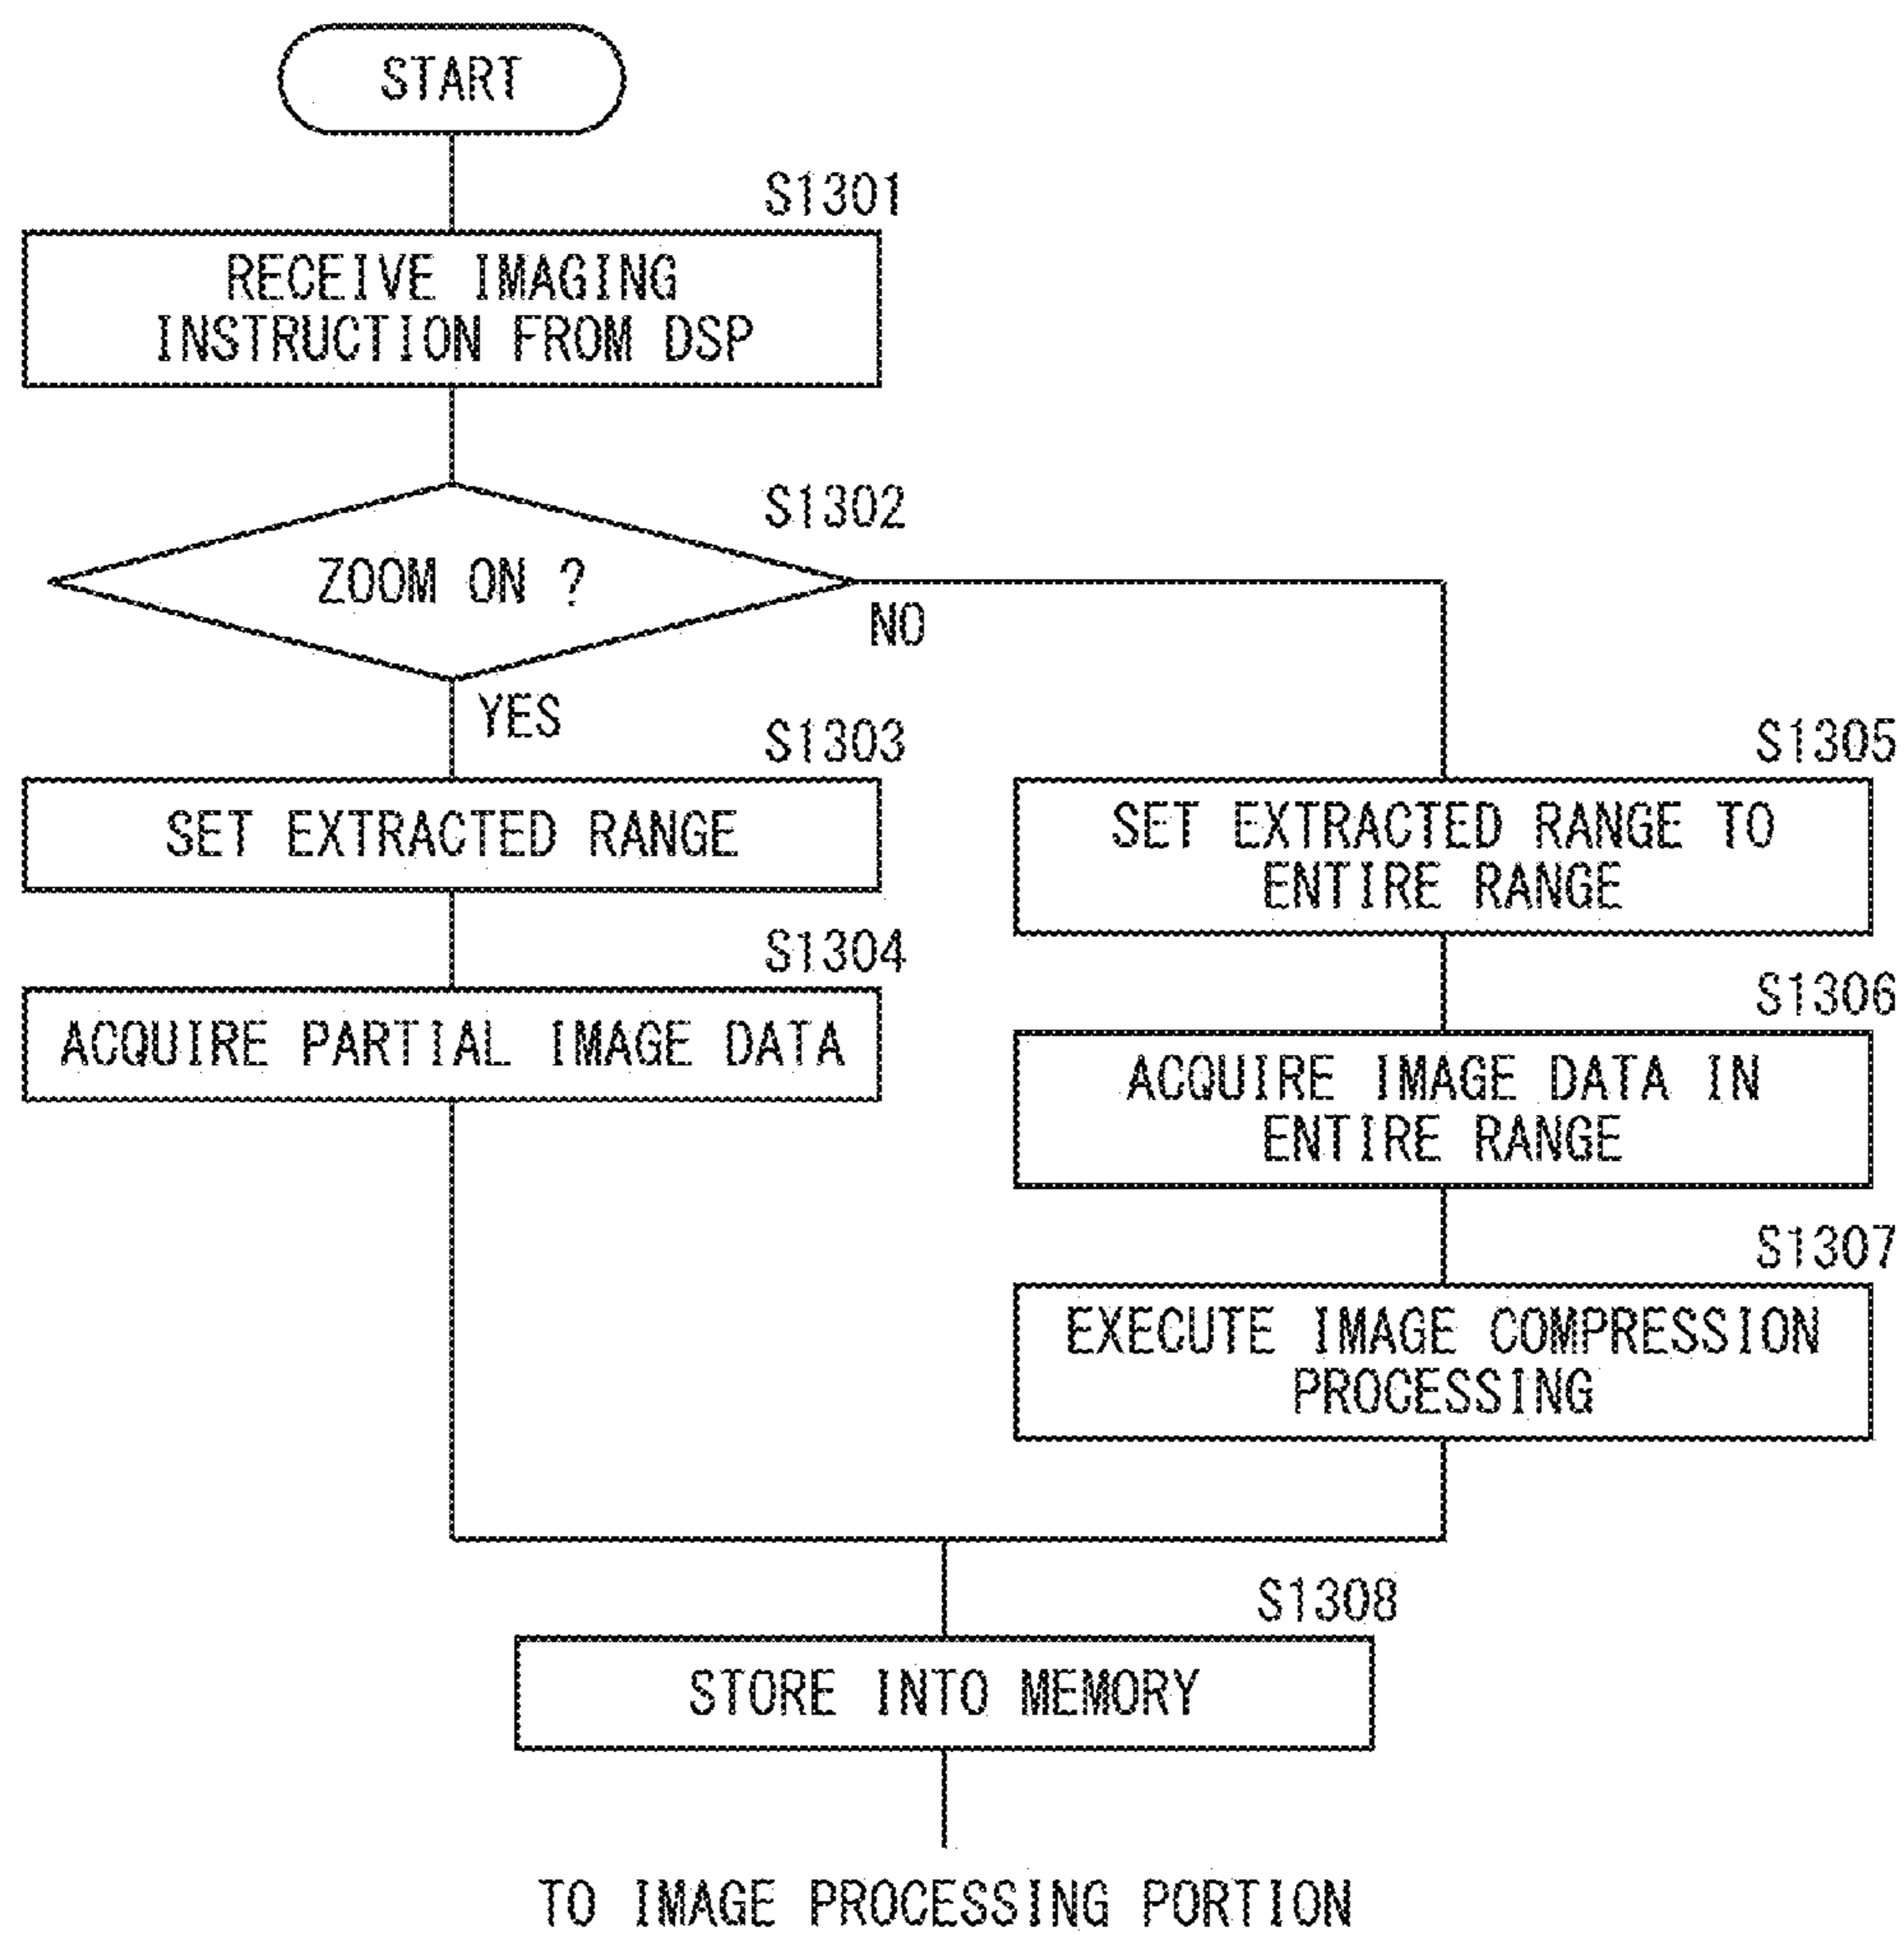 START
S1301
RECEIVE IMAGING
INSTRUCTION FROM DSP
S1302
ZOOM ON ?
NO
YES
S1303
SET EXTRACTED RANGE
S1304
ACQUIRE PARTIAL IMAGE DATA
S1305
SET EXTRACTED RANGE TO
ENTIRE RANGE
S1306
ACQUIRE IMAGE DATA IN
ENTIRE RANGE
S1307
EXECUTE IMAGE COMPRESSION
PROCESSING
S1308
STORE INTO MEMORY
TO IMAGE PROCESSING PORTION